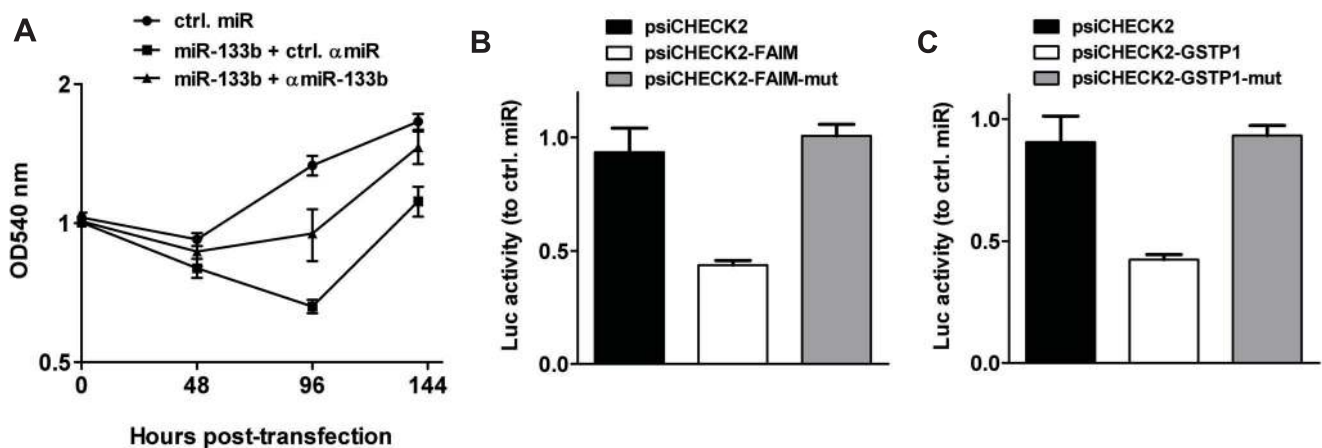 A
ctrl. miR
miR-133b + ctrl. αmiR
miR-133b + αmiR-133b
2
1
0.5
OD540 nm
0
48
96
144
Hours post-transfection
B
psiCHECK2
psiCHECK2-FAIM
psiCHECK2-FAIM-mut
1.0
0.5
0.0
Luc activity (to ctrl. miR)
C
psiCHECK2
psiCHECK2-GSTP1
psiCHECK2-GSTP1-mut
1.0
0.5
0.0
Luc activity (to ctrl. miR)